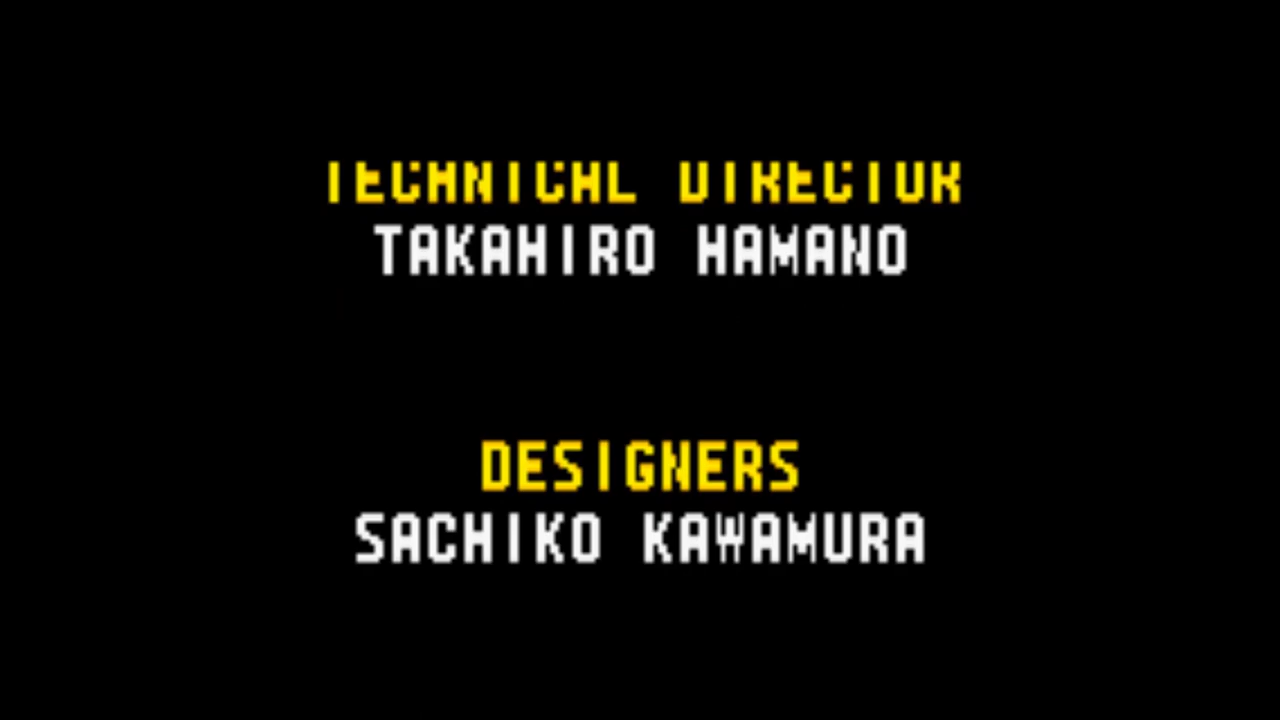 TECHNICAL DIRECTOR
TAKAHIRO HAMANO
DESIGNERS
SACHIKO KAWAMURA